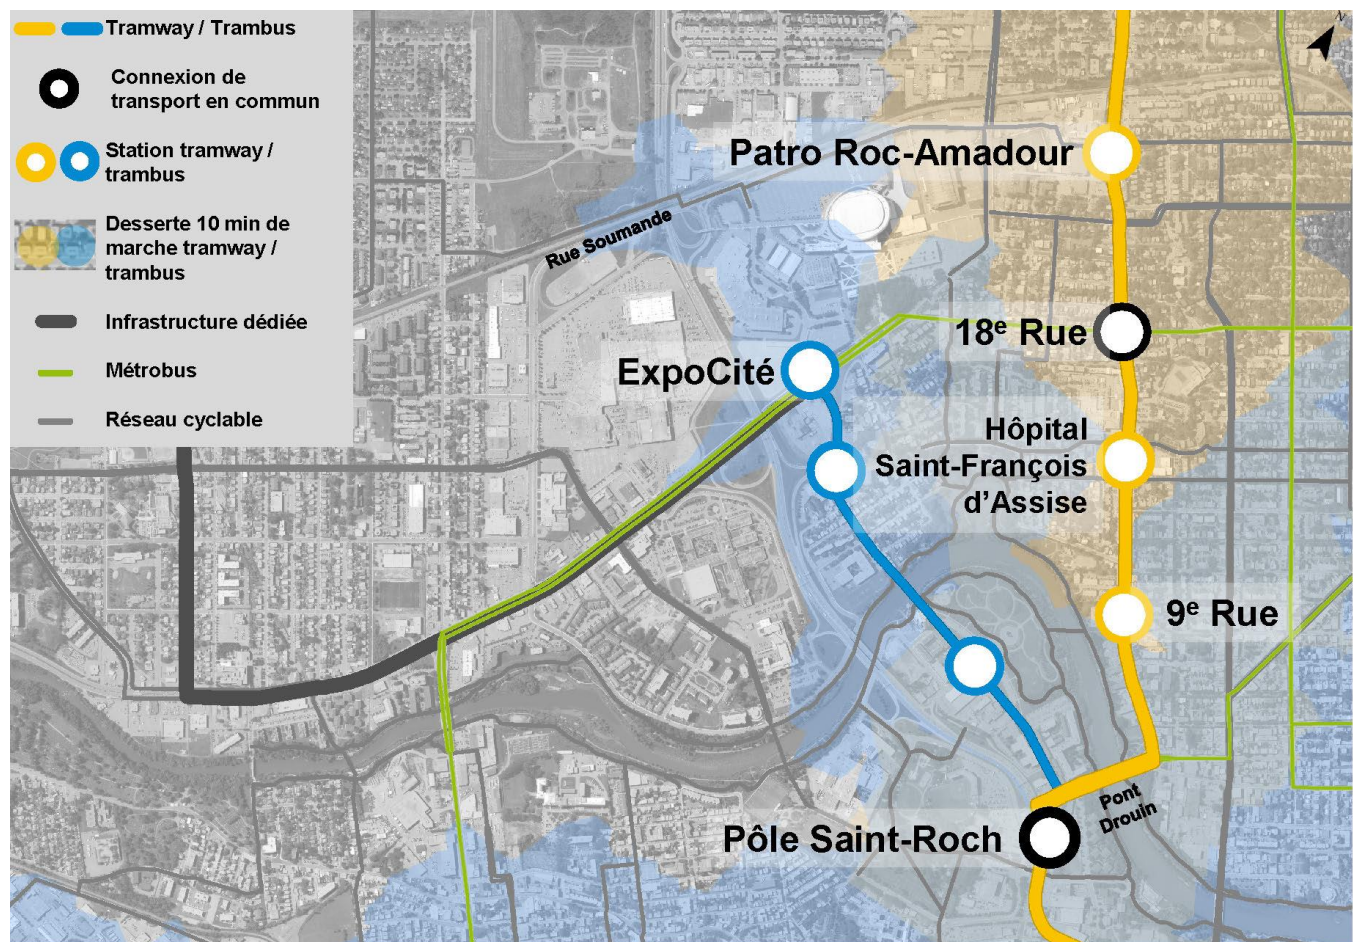 Tramway / Trambus
Connexion de
transport en commun
Station tramway /
trambus
Desserte 10 min de
marche tramway /
trambus
Infrastructure dédiée
Métrobus
Réseau cyclable
N
Patro Roc-Amadour
Rue Soumande
18e Rue
ExpoCité
Hôpital
Saint-François
d'Assise
9e Rue
Pont
Drouin
Pôle Saint-Roch